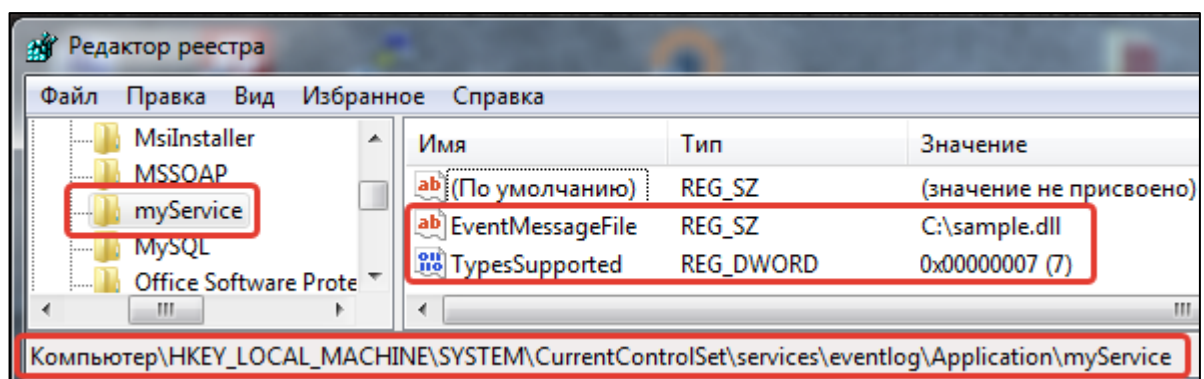 Редактор реестра
Файл Правка Вид Избранное Справка
MsiInstaller
MSSOAP
myService
MySQL
Office Software Prote
Имя Тип Значение
(По умолчанию) REG_SZ (значение не присвоено)
EventMessageFile REG_SZ C:\sample.dll
TypesSupported REG_DWORD 0x00000007 (7)
Компьютер\HKEY_LOCAL_MACHINE\SYSTEM\CurrentControlSet\services\eventlog\Application\myService